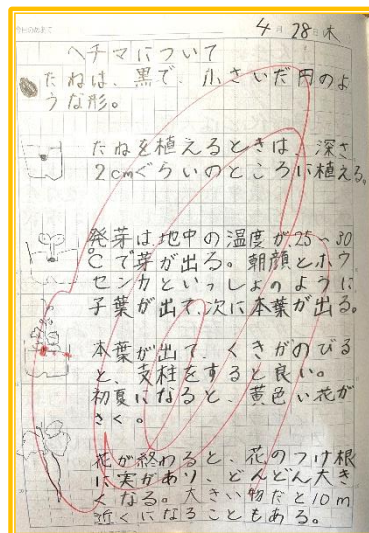 4月28日木
ヘチマについて
たねは、黒で、小さいだ円のよ
うな形。
たねを植えるときは、深さ
2cmぐらいのところに植える。
発芽は地中の温度が25〜30
℃で芽が出る。朝顔とホウ
センカといっしょのように
子葉が出て、次に本葉が出る。
本葉が出て、くきがのびる
と、支柱をすると良い。
初夏になると、黄色い花が
さく。
花が終わると、花のつけ根
に実があり、どんどん大き
くなる。大きい物だと10m
近くになることもある。